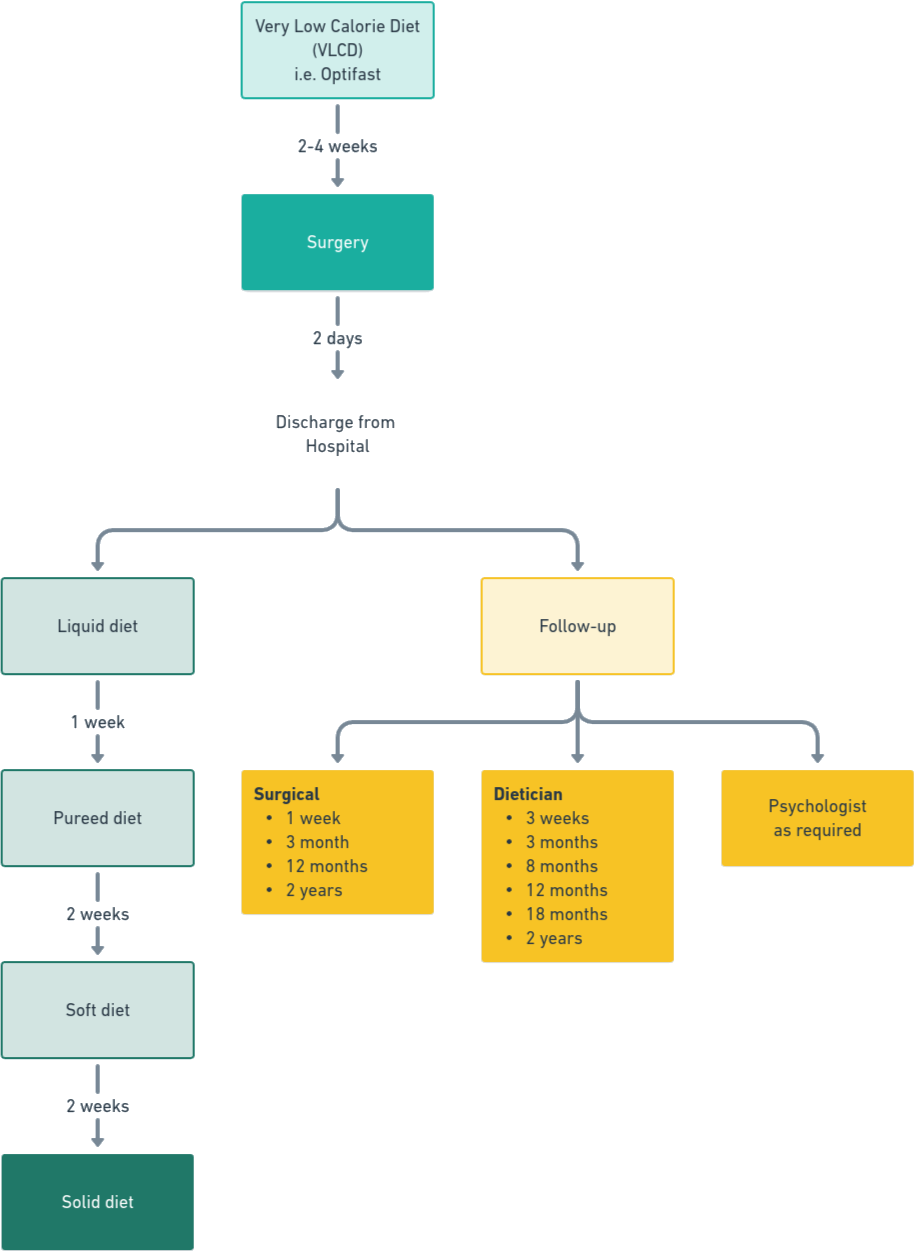 Very Low Calorie Diet
(VLCD)
i.e. Optifast
2-4 weeks
Surgery
2 days
Discharge from
Hospital
Liquid diet
1 week
Pureed diet
2 weeks
Soft diet
2 weeks
Solid diet
Follow-up
Surgical
• 1 week
• 3 month
• 12 months
• 2 years
Dietician
• 3 weeks
• 3 months
• 8 months
• 12 months
• 18 months
• 2 years
Psychologist
as required